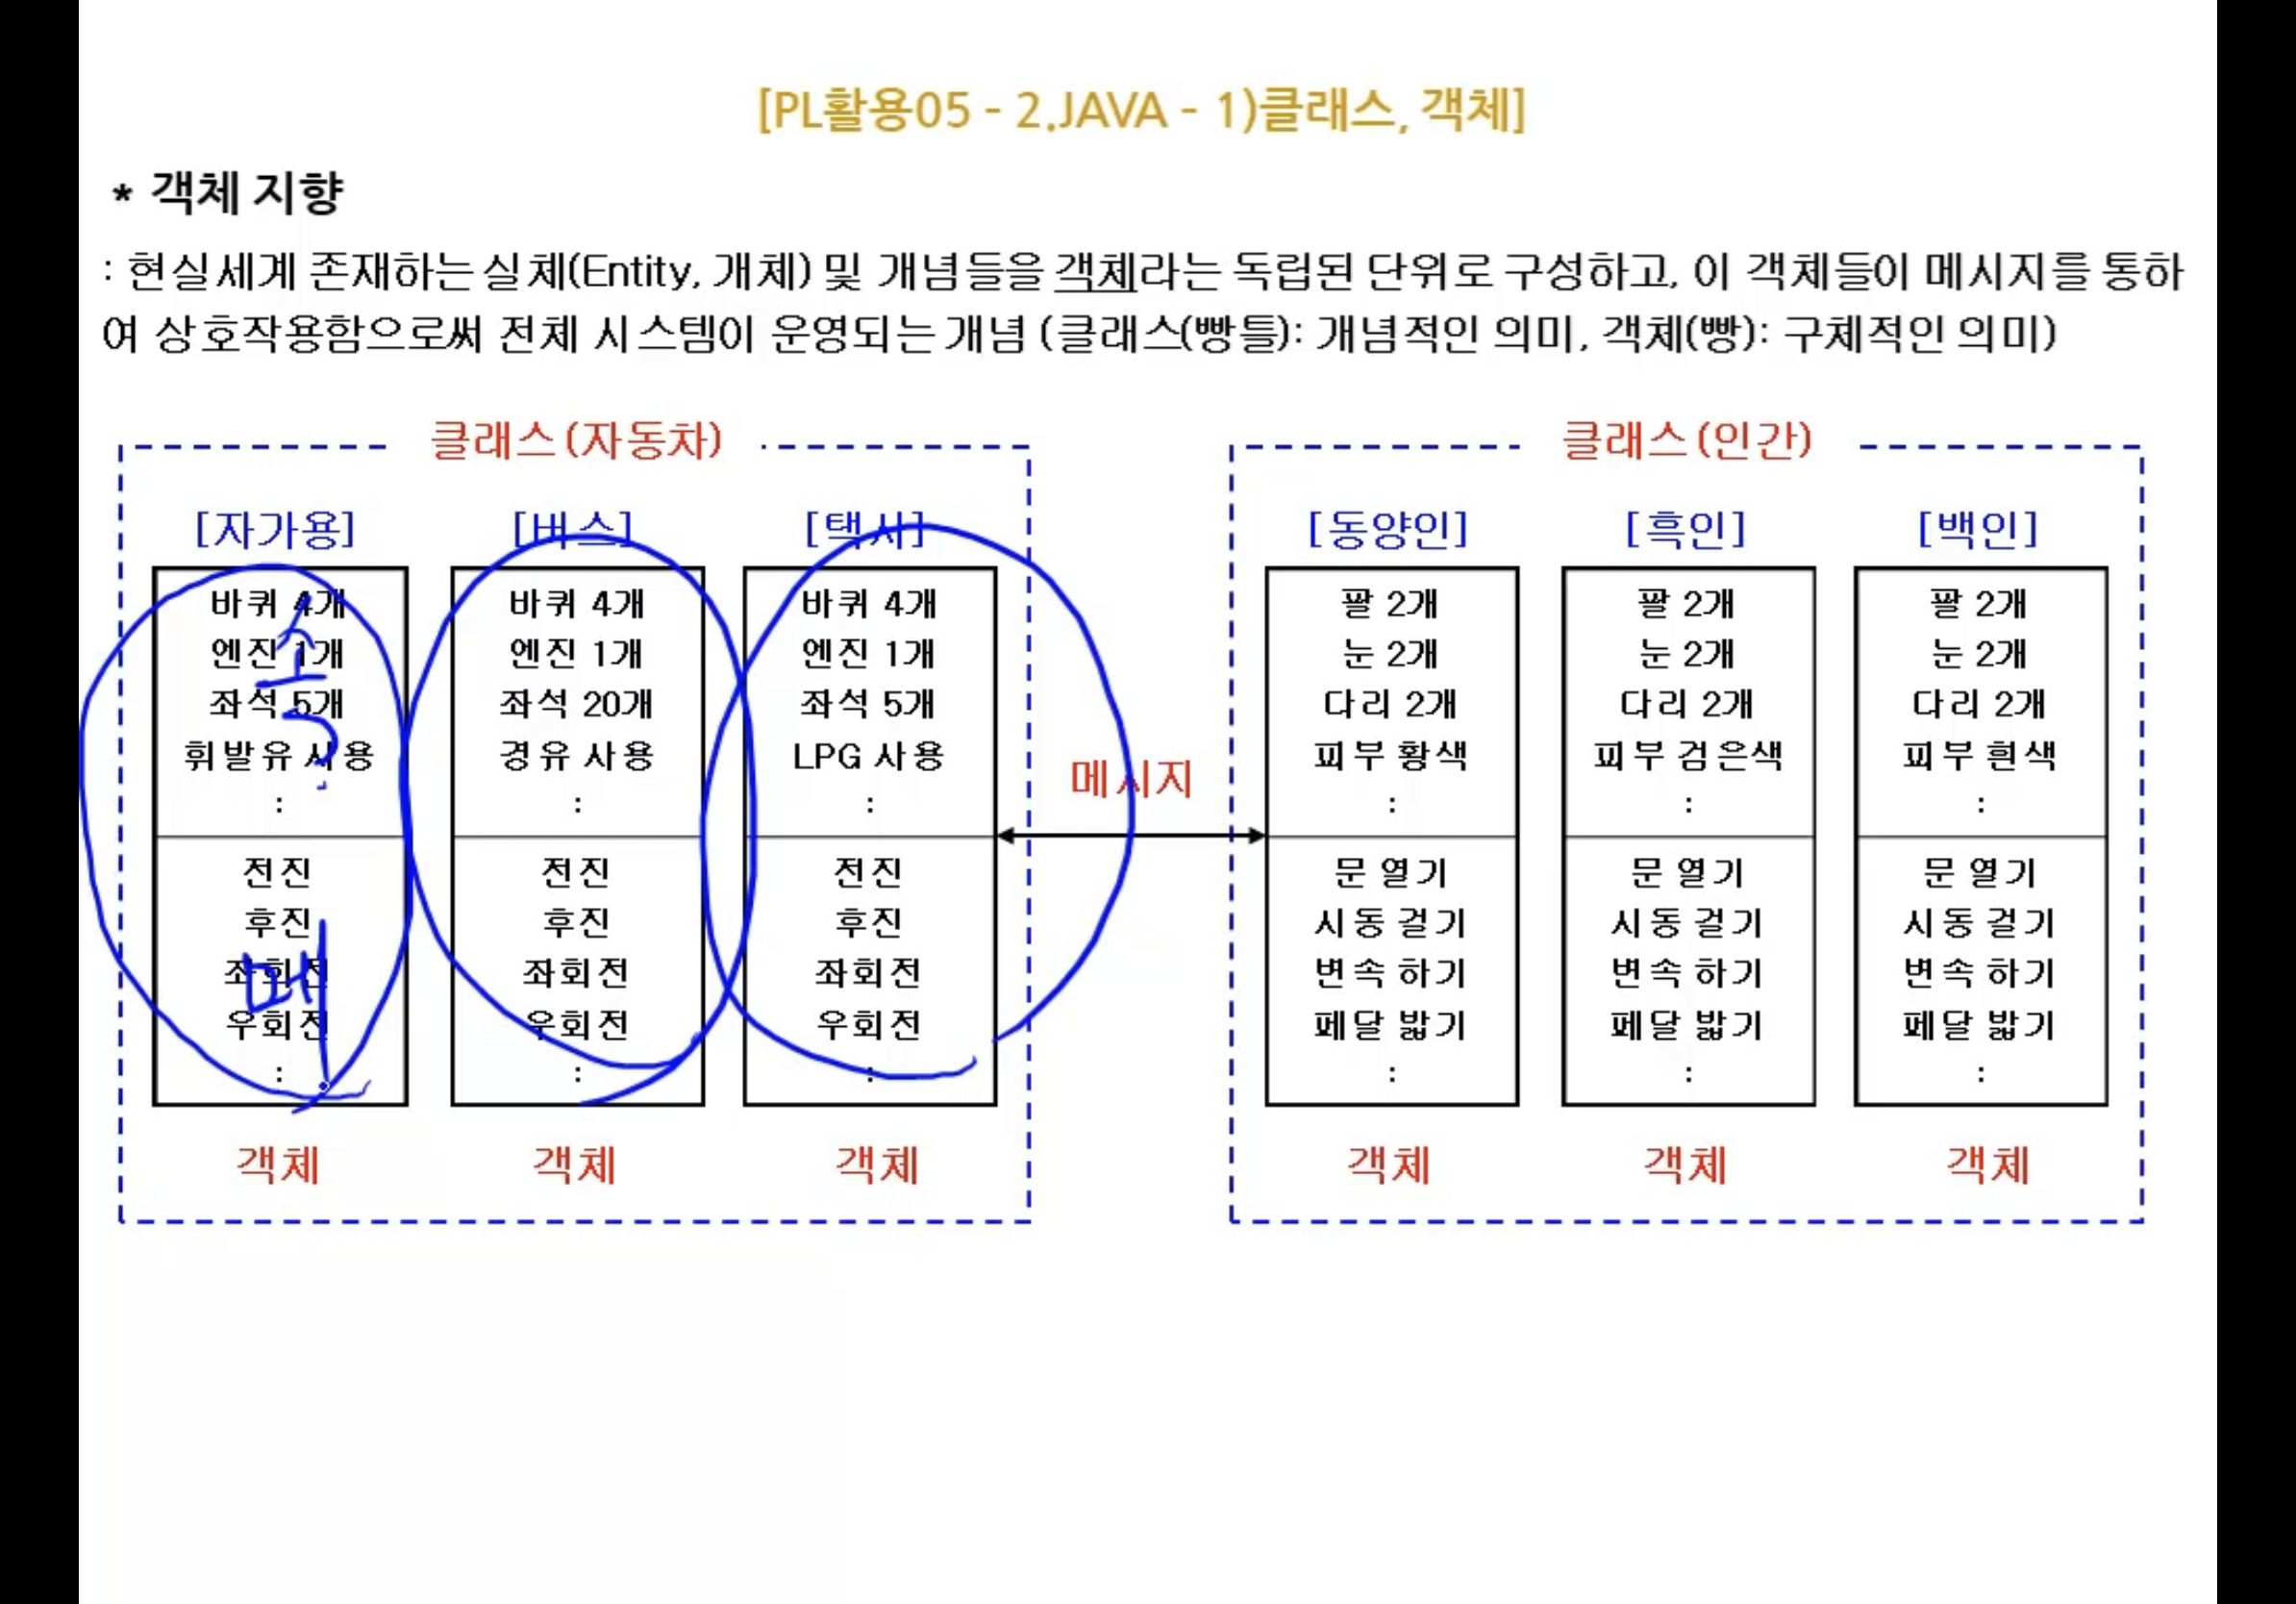 [PL활용05 - 2.JAVA - 1)클래스, 객체]
* 객체 지향
: 현실세계 존재하는 실체(Entity, 개체) 및 개념들을 객체라는 독립된 단위로 구성하고, 이 객체들이 메시지를 통하
여 상호작용함으로써 전체 시스템이 운영되는 개념 (클래스(빵틀): 개념적인 의미, 객체(빵): 구체적인 의미)
클래스(자동차)
[자가용]
바퀴 4개
엔진 1개
좌석 5개
휘발유 사용
:
전진
후진
좌회전
우회전
:
객체
[버스]
바퀴 4개
엔진 1개
좌석 20개
경유 사용
:
전진
후진
좌회전
우회전
:
객체
[택시]
바퀴 4개
엔진 1개
좌석 5개
LPG 사용
:
전진
후진
좌회전
우회전
:
객체
속
메
메시지
클래스(인간)
[동양인]
팔 2개
눈 2개
다리 2개
피부 황색
:
문 열기
시동 걸기
변속 하기
페달 밟기
:
객체
[흑인]
팔 2개
눈 2개
다리 2개
피부 검은색
:
문 열기
시동 걸기
변속 하기
페달 밟기
:
객체
[백인]
팔 2개
눈 2개
다리 2개
피부 흰색
:
문 열기
시동 걸기
변속 하기
페달 밟기
:
객체